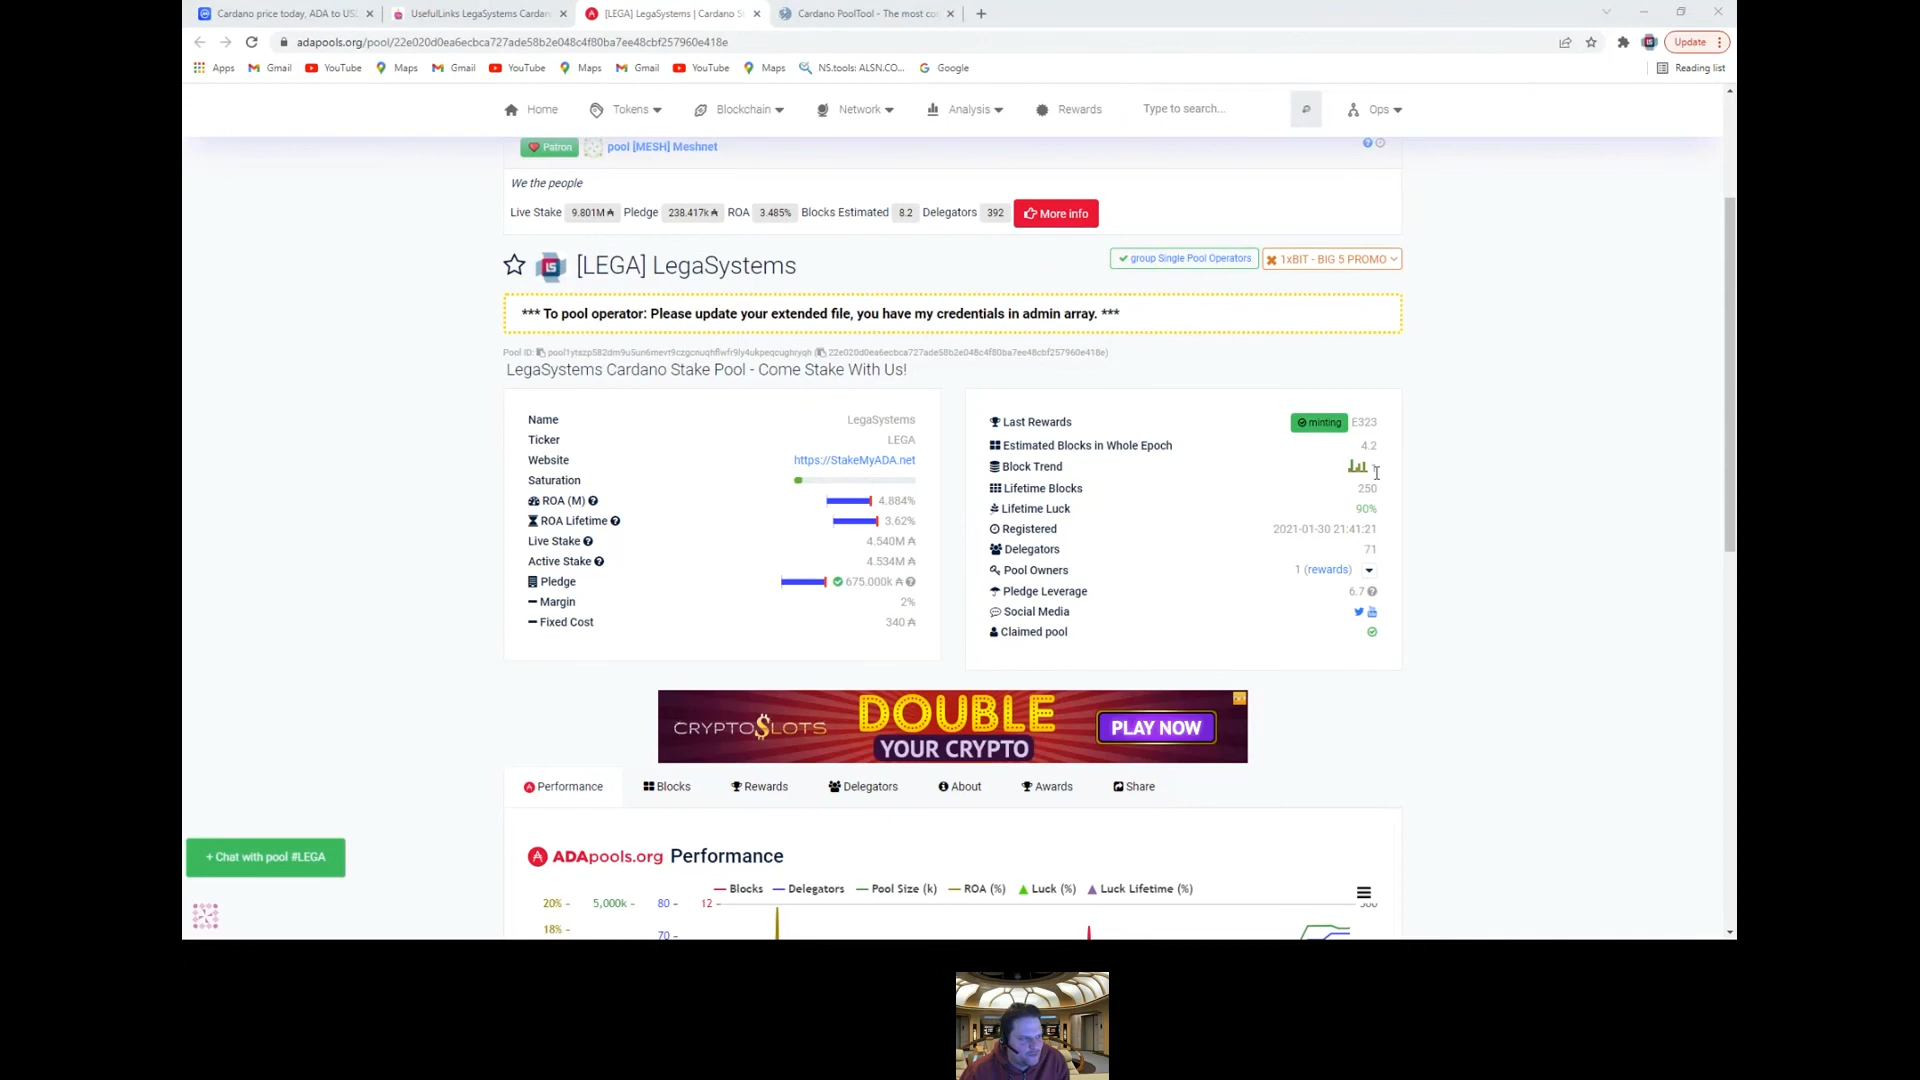 Cardano price today, ADA to US
UsefulLinks LegaSystems Cardan
[LEGA] LegaSystems | Cardano S
Cardano PoolTool - The most co
adapools.org/pool/22e020d0ea6ecbca727ade58b2e048c4f80ba7ee48cbf257960e418e
Update
Apps Gmail YouTube Maps Gmail YouTube Maps Gmail YouTube Maps NS.tools: ALSN.CO... Google Reading list
Home Tokens Blockchain Network Analysis Rewards Type to search... Ops
Patron pool [MESH] Meshnet
We the people
Live Stake 9.801M ₳ Pledge 238.417k ₳ ROA 3.485% Blocks Estimated 8.2 Delegators 392 More info
[LEGA] LegaSystems
group Single Pool Operators
1xBIT - BIG 5 PROMO
*** To pool operator: Please update your extended file, you have my credentials in admin array. ***
Pool ID:
22e020d0ea6ecbca727ade58b2e048c4f80ba7ee48cbf257960e418e)
LegaSystems Cardano Stake Pool - Come Stake With Us!
Name LegaSystems
Ticker LEGA
Website https://StakeMyADA.net
Saturation
ROA (M) 4.884%
ROA Lifetime 3.62%
Live Stake 4.540M ₳
Active Stake 4.534M ₳
Pledge 675.000k ₳
Margin 2%
Fixed Cost 340 ₳
Last Rewards minting E323
Estimated Blocks in Whole Epoch 4.2
Block Trend
Lifetime Blocks 250
Lifetime Luck 90%
Registered 2021-01-30 21:41:21
Delegators 71
Pool Owners 1 (rewards)
Pledge Leverage 6.7
Social Media
Claimed pool
CRYPTO$LOTS DOUBLE YOUR CRYPTO PLAY NOW
Performance Blocks Rewards Delegators About Awards Share
ADApools.org Performance
Blocks Delegators Pool Size (k) ROA (%) Luck (%) Luck Lifetime (%)
20% 5,000k 80 12
18% 70
+ Chat with pool #LEGA